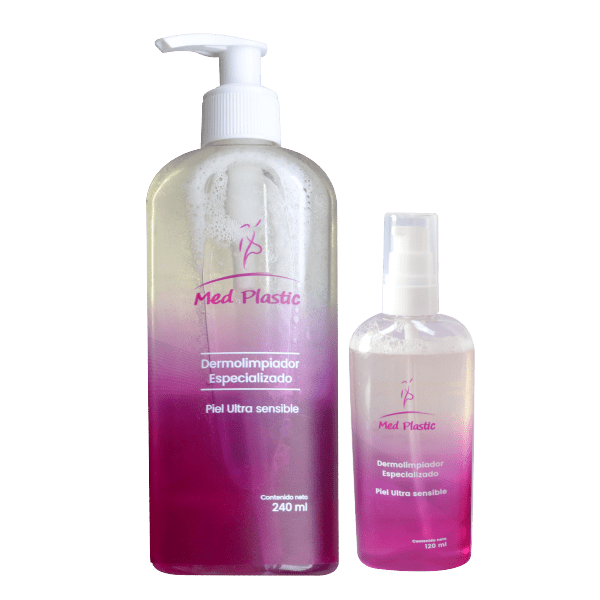 Med Plastic
Dermolimpiador
Especializado
Piel Ultra sensible
Contenido neto
240 ml
Med Plastic
Dermolimpiador
Especializado
Piel Ultra sensible
Contenido neto
120 ml